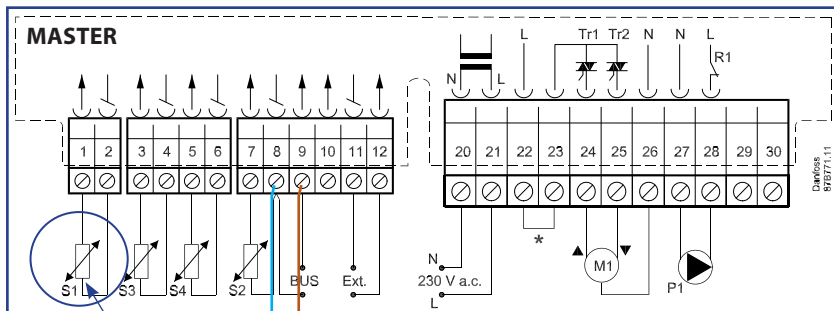 MASTER
L Tr1 Tr2 N N L
R1
N L
1 2 3 4 5 6 7 8 9 10 11 12 20 21 22 23 24 25 26 27 28 29 30
Danfoss
87B771.11
*
N
M1
S1 S3 S4 S2 BUS Ext. 230 V a.c. P1
L